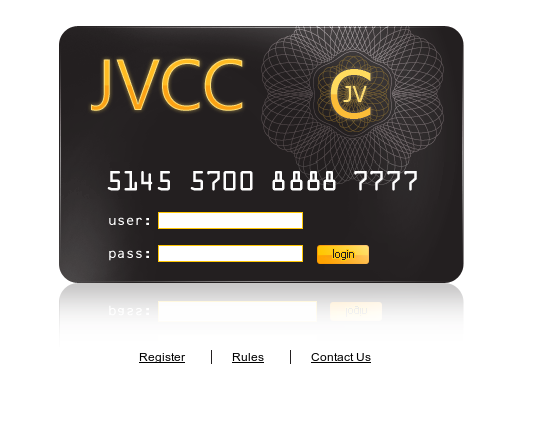 JVCC
JV
C
5145 5700 8888 7777
user:
pass:
login
Register | Rules | Contact Us